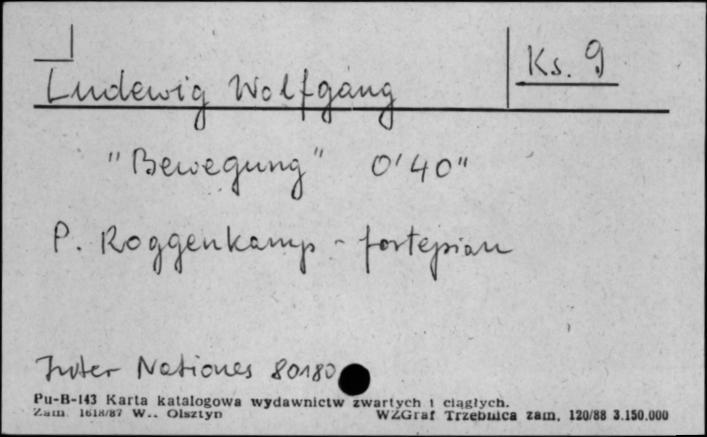 Ks. 9
Ludewig Wolfgang
"Bewegung" 0'40"
P. Roggenkamp - fortepian
Inter Nationes 80180
Pu-B-143 Karta katalogowa wydawnictw zwartych i ciągłych.
Zam. 1618/87 W.. Olsztyn WZGraf Trzebnica zam. 120/88 3.150.000